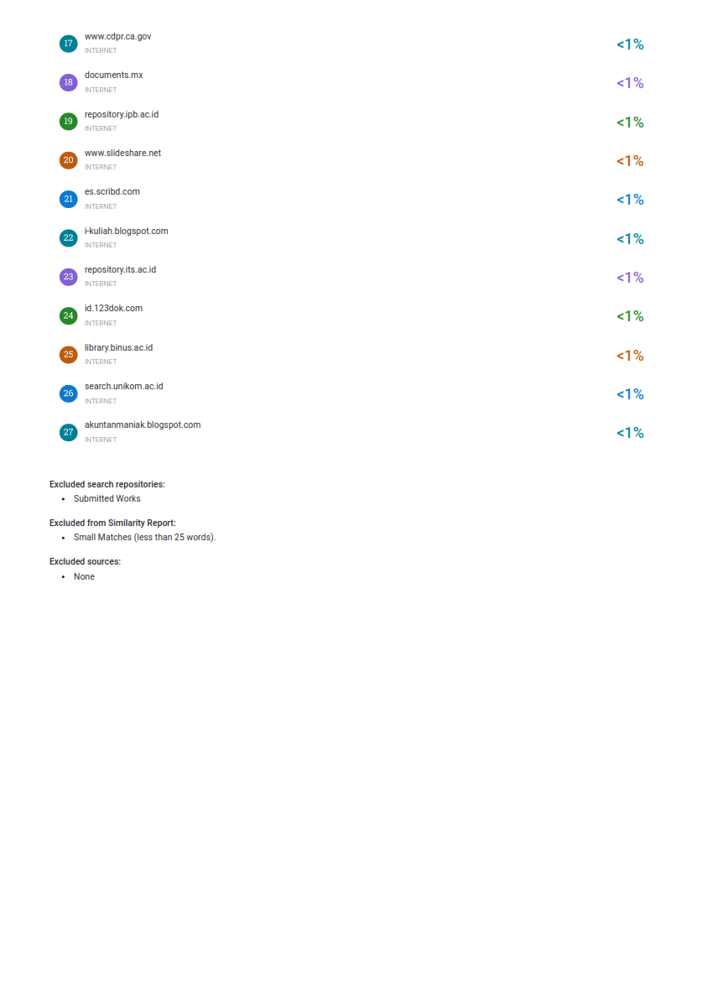 17
www.cdpr.ca.gov
INTERNET
<1%
18
documents.mx
INTERNET
<1%
19
repository.ipb.ac.id
INTERNET
<1%
20
www.slideshare.net
INTERNET
<1%
21
es.scribd.com
INTERNET
<1%
22
i-kuliah.blogspot.com
INTERNET
<1%
23
repository.its.ac.id
INTERNET
<1%
24
id.123dok.com
INTERNET
<1%
25
library.binus.ac.id
INTERNET
<1%
26
search.unikom.ac.id
INTERNET
<1%
27
akuntanmaniak.blogspot.com
INTERNET
<1%
Excluded search repositories:
• Submitted Works
Excluded from Similarity Report:
• Small Matches (less than 25 words).
Excluded sources:
• None